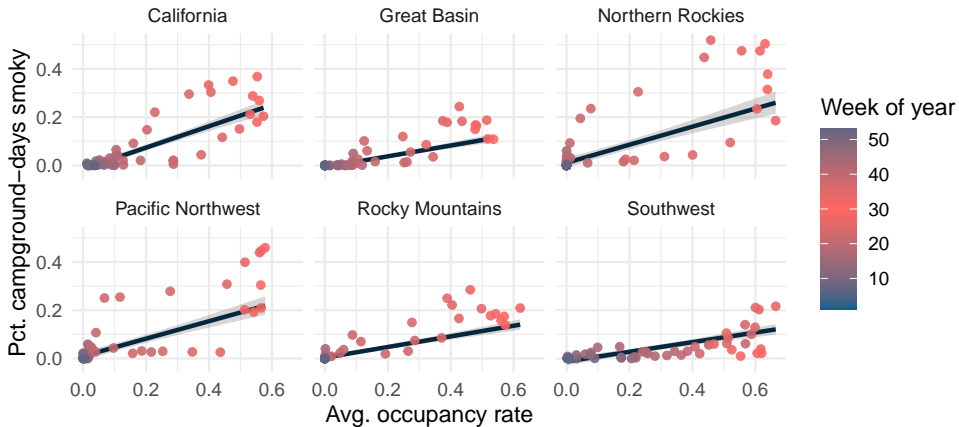 California Great Basin Northern Rockies
Pct. campground−days smoky
0.4
0.2
0.0
Pacific Northwest Rocky Mountains Southwest
0.4
0.2
0.0
0.0 0.2 0.4 0.6 0.0 0.2 0.4 0.6 0.0 0.2 0.4 0.6
Avg. occupancy rate
Week of year
50
40
30
20
10